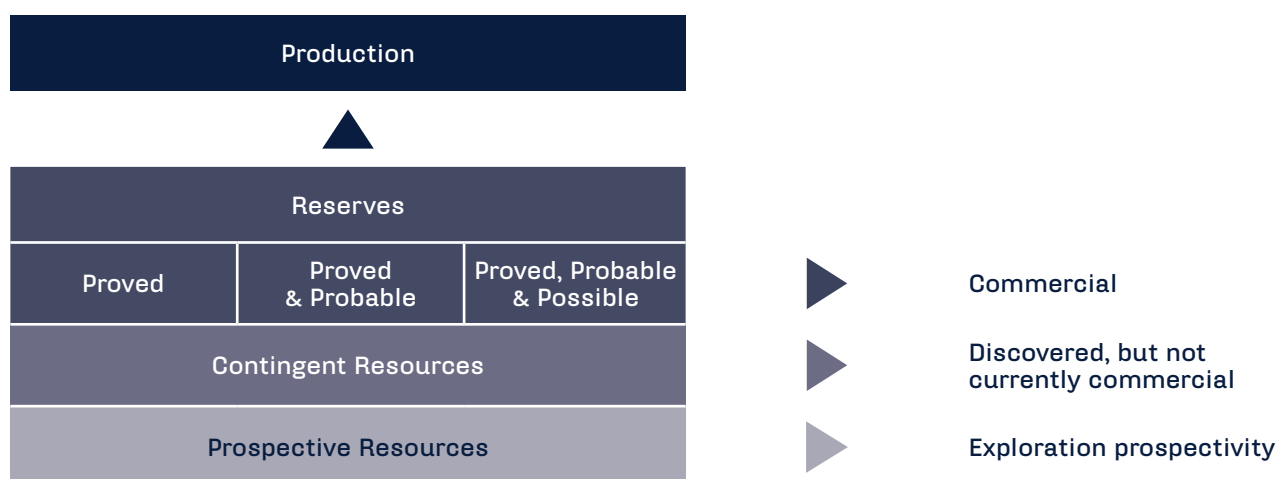 Production
Reserves
Proved
Proved
& Probable
Proved, Probable
& Possible
Commercial
Contingent Resources
Discovered, but not
currently commercial
Prospective Resources
Exploration prospectivity